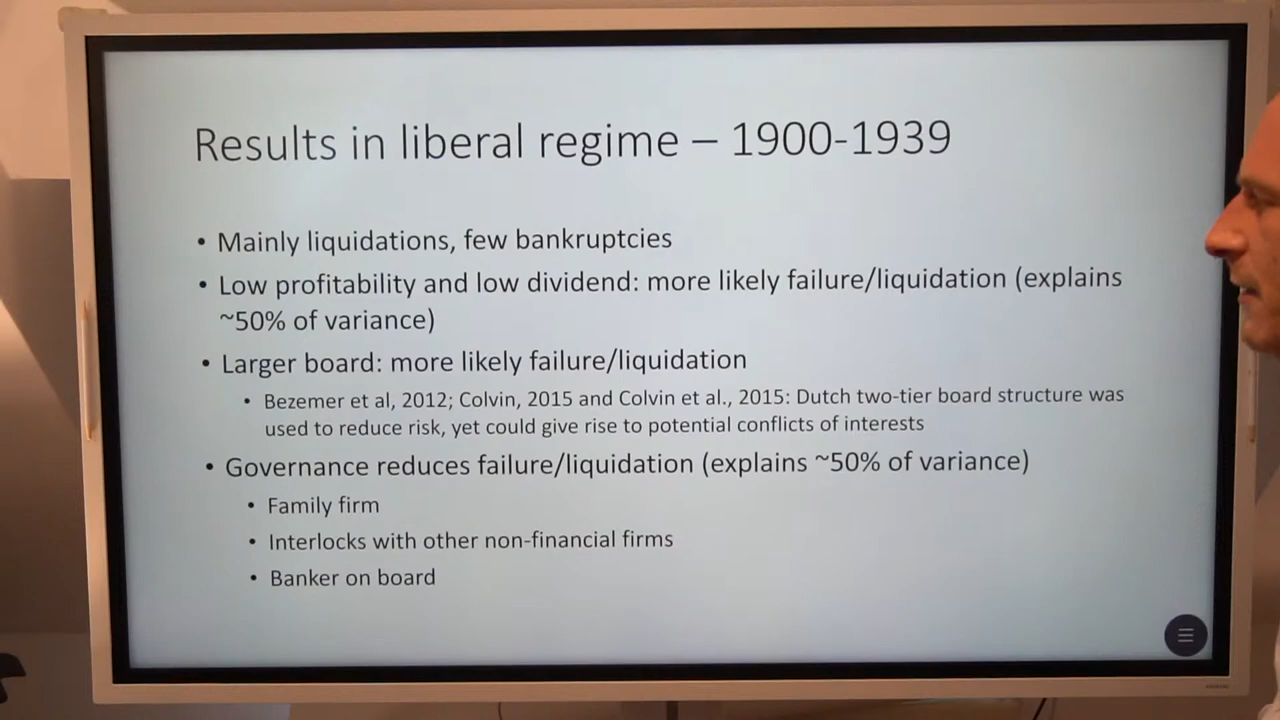 Results in liberal regime – 1900-1939
• Mainly liquidations, few bankruptcies
• Low profitability and low dividend: more likely failure/liquidation (explains
~50% of variance)
• Larger board: more likely failure/liquidation
• Bezemer et al, 2012; Colvin, 2015 and Colvin et al., 2015: Dutch two-tier board structure was
used to reduce risk, yet could give rise to potential conflicts of interests
• Governance reduces failure/liquidation (explains ~50% of variance)
• Family firm
• Interlocks with other non-financial firms
• Banker on board